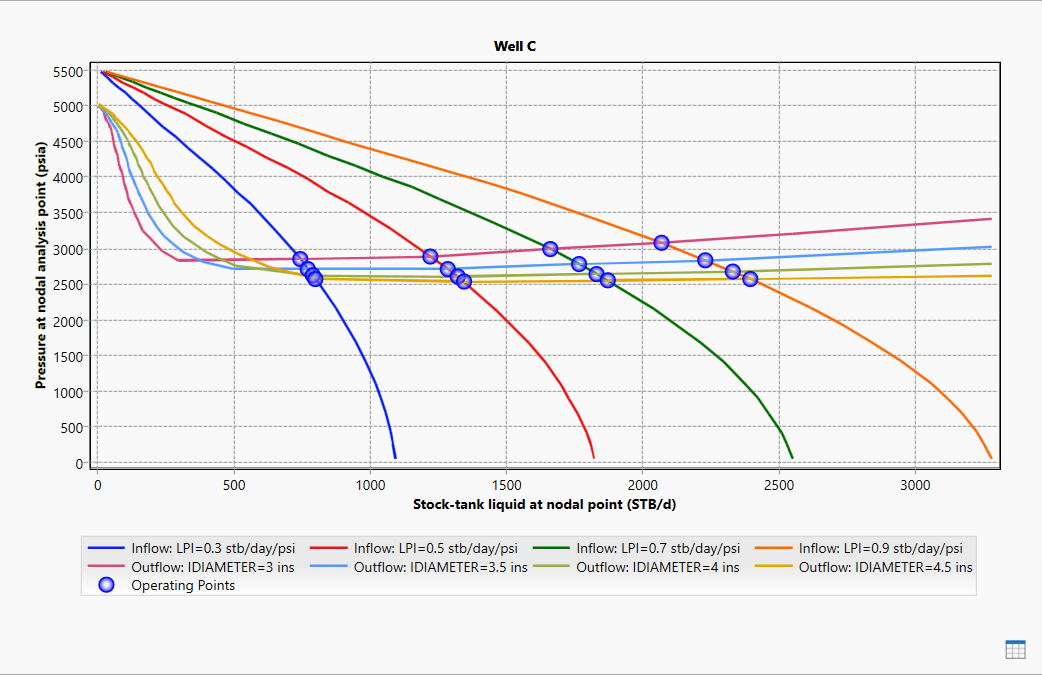 Well C
Pressure at nodal analysis point (psia)
5500
5000
4500
4000
3500
3000
2500
2000
1500
1000
500
0
0 500 1000 1500 2000 2500 3000
Stock-tank liquid at nodal point (STB/d)
Inflow: LPI=0.3 stb/day/psi Inflow: LPI=0.5 stb/day/psi Inflow: LPI=0.7 stb/day/psi Inflow: LPI=0.9 stb/day/psi
Outflow: IDIAMETER=3 ins Outflow: IDIAMETER=3.5 ins Outflow: IDIAMETER=4 ins Outflow: IDIAMETER=4.5 ins
Operating Points